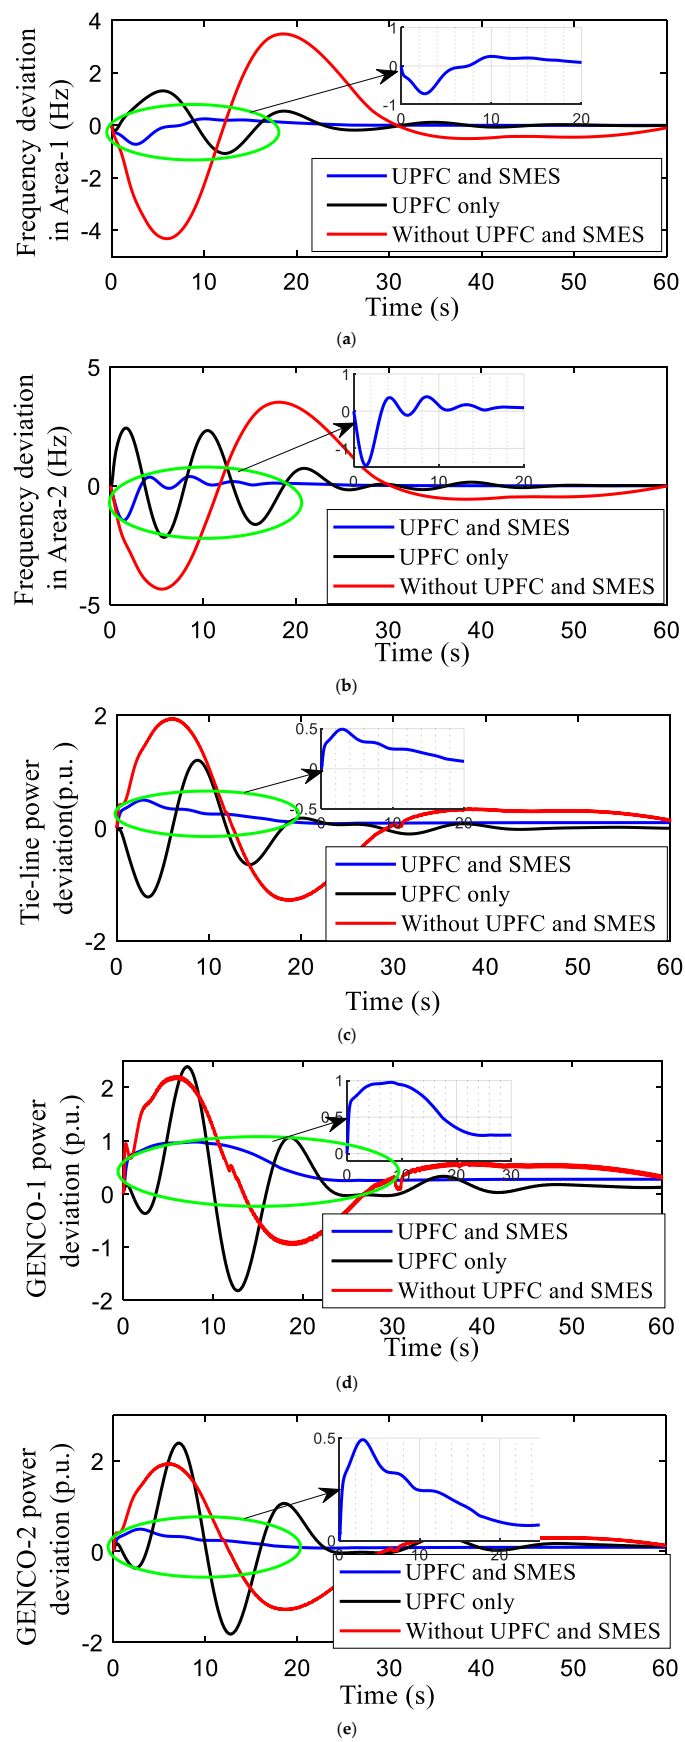 Frequency deviation
in Area-1 (Hz)
4
2
0
-2
-4
1
0
-1
0 10 20
UPFC and SMES
UPFC only
Without UPFC and SMES
0 10 20 30 40 50 60
Time (s)
(a)
Frequency deviation
in Area-2 (Hz)
5
0
-5
1
0
-1
0 10 20
UPFC and SMES
UPFC only
Without UPFC and SMES
0 10 20 30 40 50 60
Time (s)
(b)
Tie-line power
deviation(p.u. )
2
0
-2
0.5
0
-0.5
0 10 20
UPFC and SMES
UPFC only
Without UPFC and SMES
0 10 20 30 40 50 60
Time (s)
(c)
GENCO-1 power
deviation (p.u.)
2
1
0
-1
-2
1
0.5
0
0 10 20 30
UPFC and SMES
UPFC only
Without UPFC and SMES
0 10 20 30 40 50 60
Time (s)
(d)
GENCO-2 power
deviation (p.u.)
2
0
-2
0.5
0
0 10 20
UPFC and SMES
UPFC only
Without UPFC and SMES
0 10 20 30 40 50 60
Time (s)
(e)